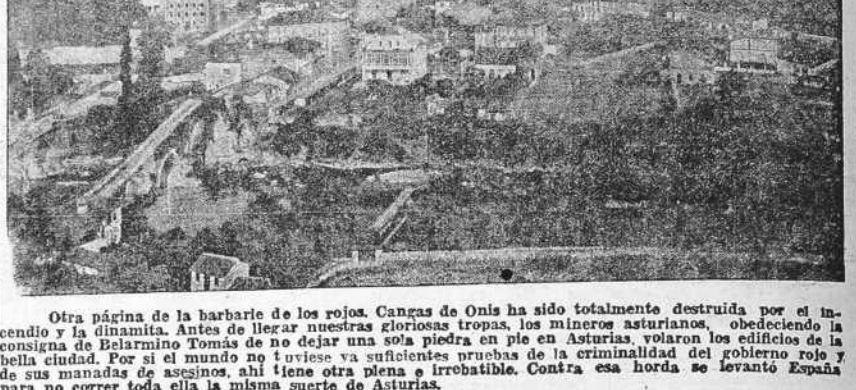 Otra página de la barbarie de los rojos. Cangas de Onis ha sido totalmente destruida por el in-
cendio y la dinamita. Antes de llegar nuestras gloriosas tropas, los mineros asturianos, obedeciendo la
consigna de Belarmino Tomás de no dejar una sola piedra en pie en Asturias, volaron los edificios de la
bella ciudad. Por si el mundo no tuviese ya suficientes pruebas de la criminalidad del gobierno rojo y
de sus manadas de asesinos, ahi tiene otra plena e irrebatible. Contra esa horda se levantó España
para no correr toda ella la misma suerte de Asturias.